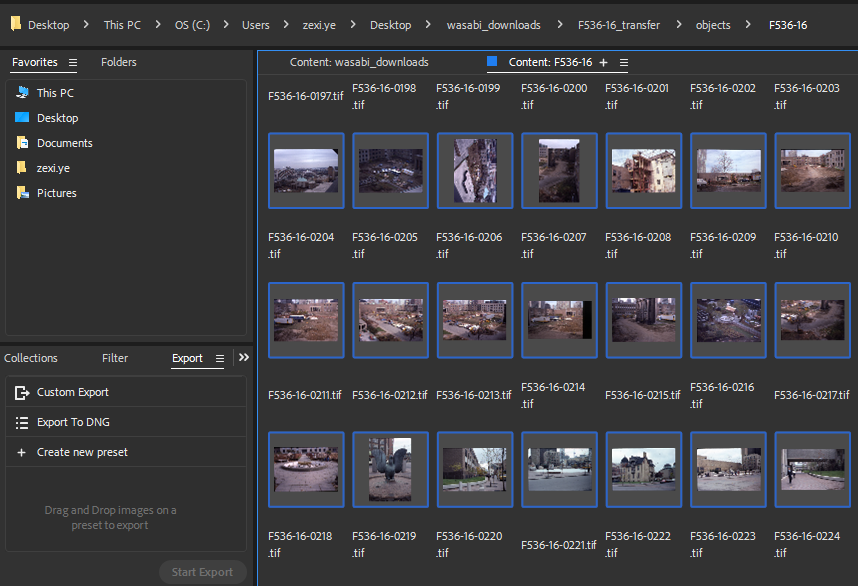 Desktop > This PC > OS (C:) > Users > zexi.ye > Desktop > wasabi_downloads > F536-16_transfer > objects > F536-16
Favorites
Folders
This PC
Desktop
Documents
zexi.ye
Pictures
Collections
Filter
Export
Custom Export
Export To DNG
+ Create new preset
Drag and Drop images on a
preset to export
Start Export
Content: wasabi_downloads
Content: F536-16 +
F536-16-0197.tif
F536-16-0198
.tif
F536-16-0199
.tif
F536-16-0200
.tif
F536-16-0201
.tif
F536-16-0202
.tif
F536-16-0203
.tif
F536-16-0204
.tif
F536-16-0205
.tif
F536-16-0206
.tif
F536-16-0207
.tif
F536-16-0208
.tif
F536-16-0209
.tif
F536-16-0210
.tif
F536-16-0211.tif
F536-16-0212.tif
F536-16-0213.tif
F536-16-0214
.tif
F536-16-0215.tif
F536-16-0216
.tif
F536-16-0217.tif
F536-16-0218
.tif
F536-16-0219
.tif
F536-16-0220
.tif
F536-16-0221.tif
F536-16-0222
.tif
F536-16-0223
.tif
F536-16-0224
.tif